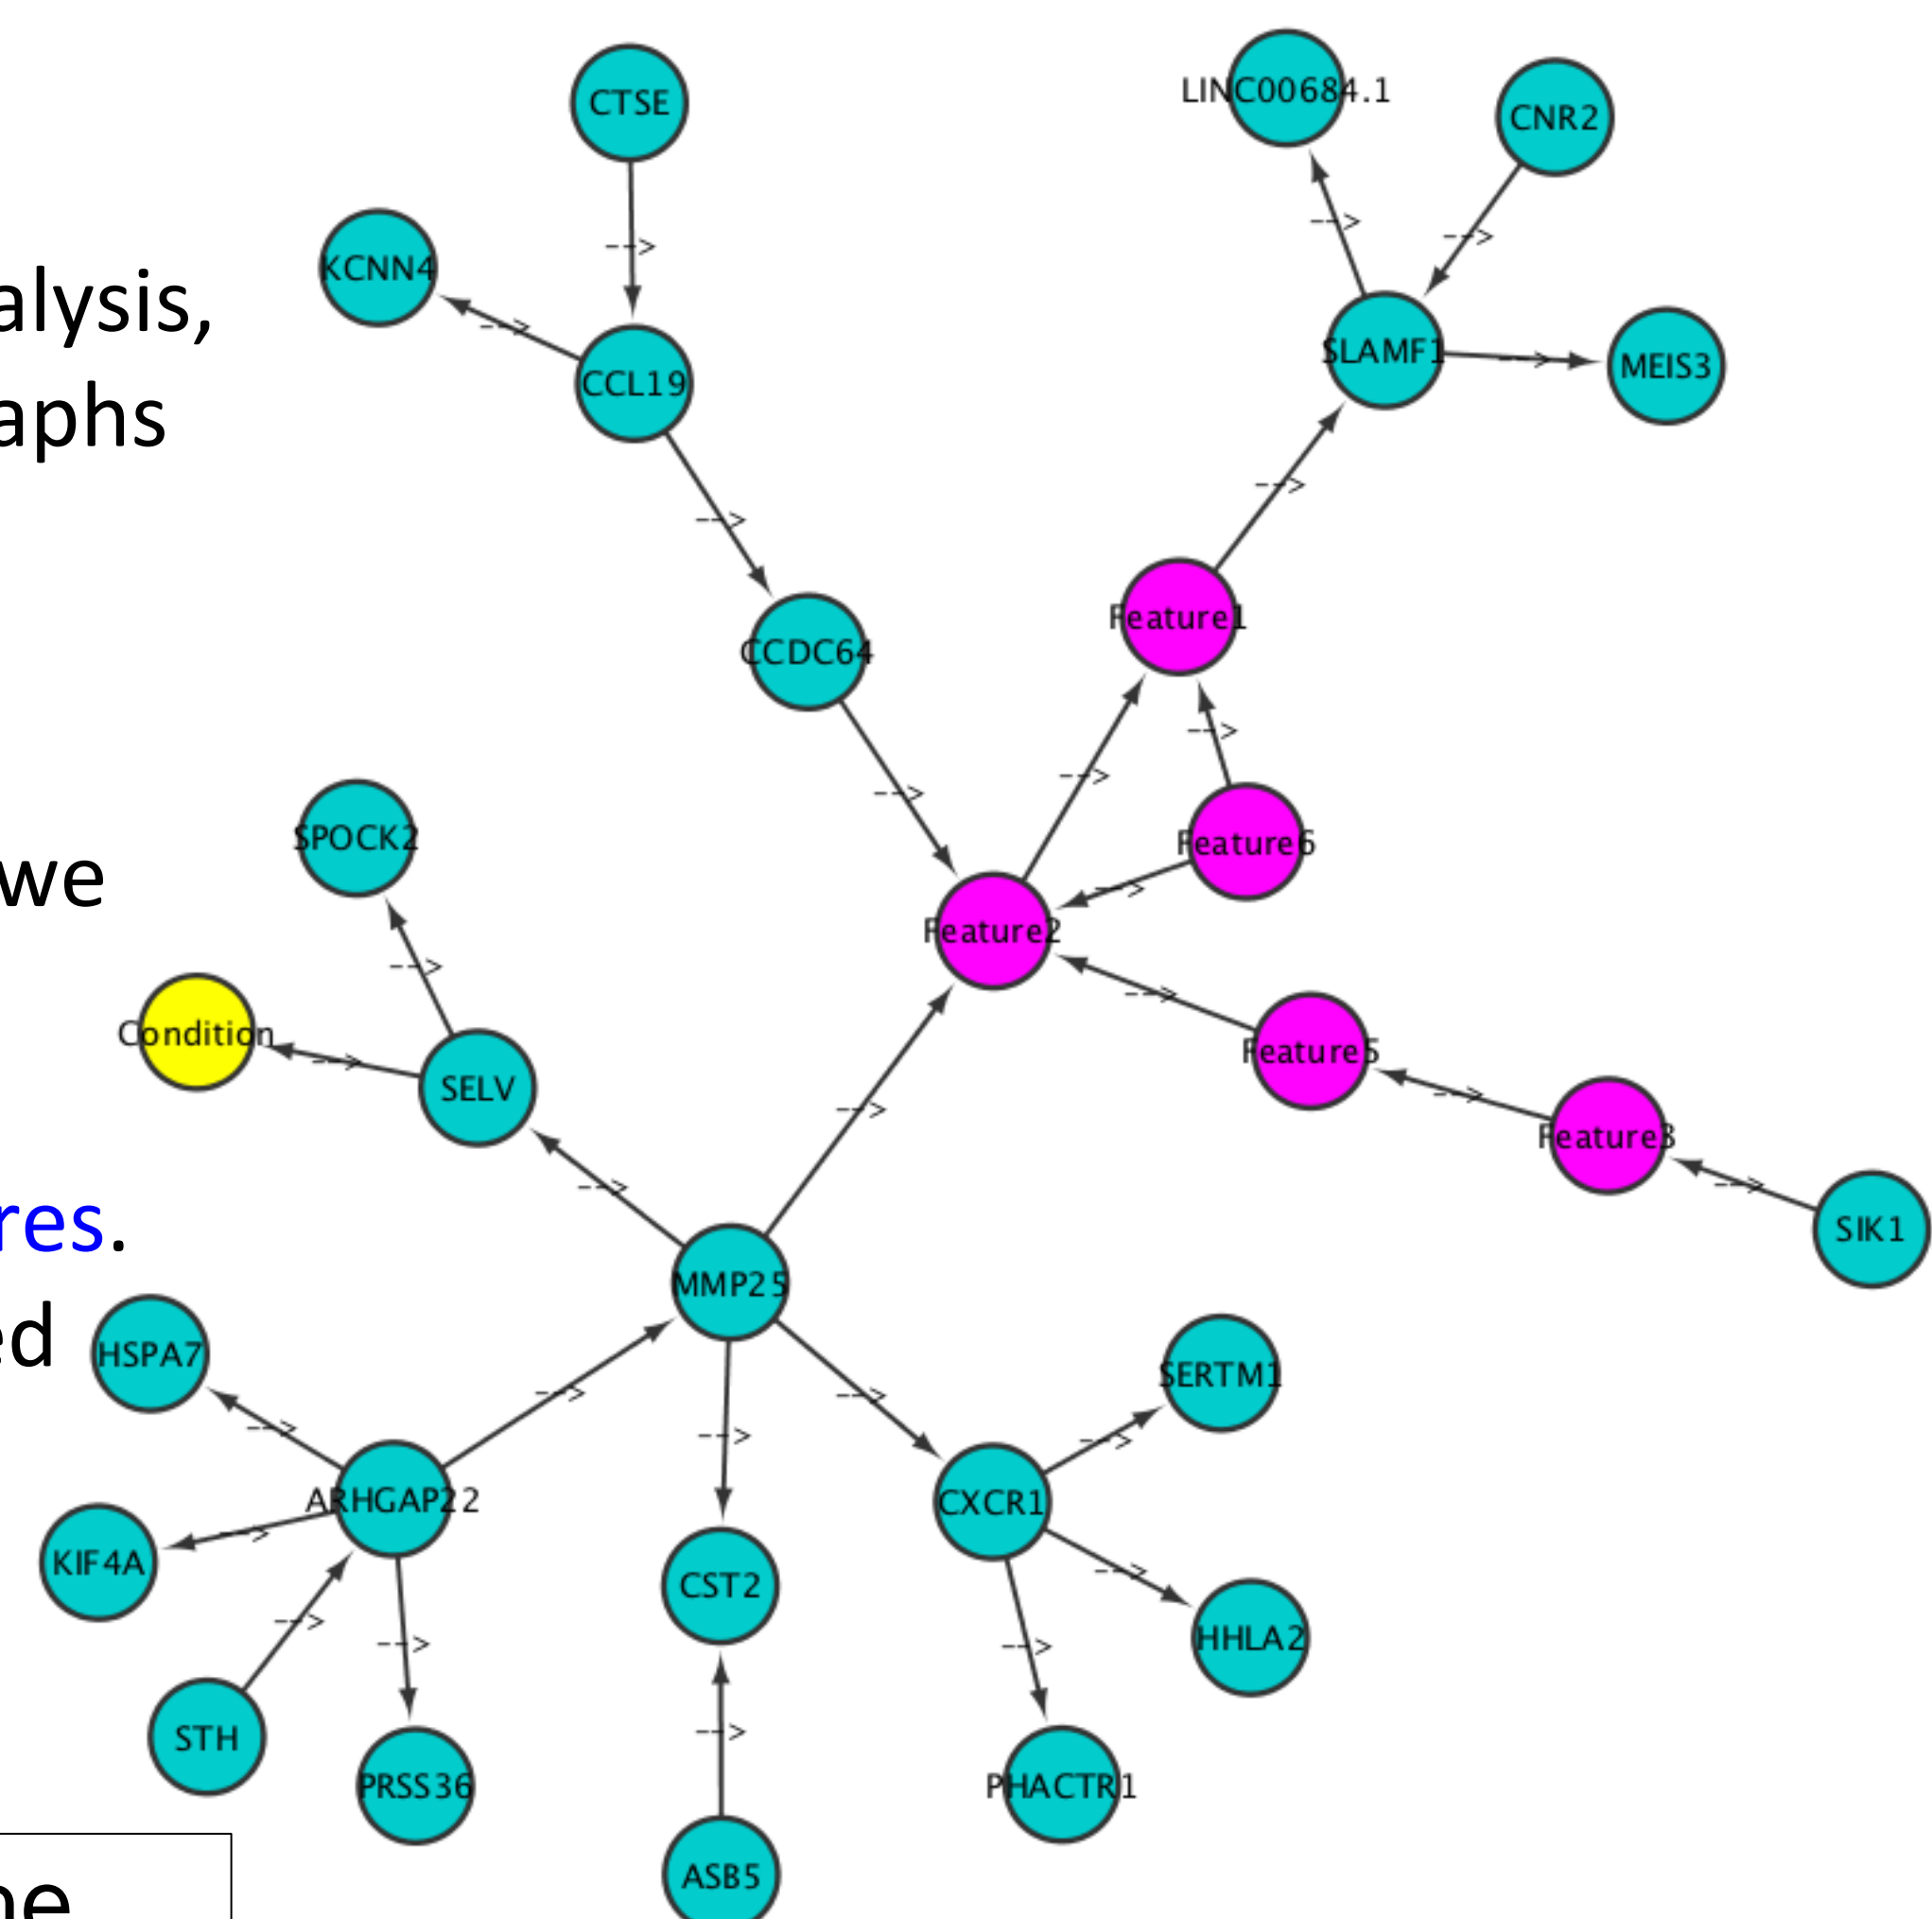 LINC00684.1
CTSE
CNR2
-->
-->
-->
KCNN4
alysis,
-->
SLAMF1
-->
MEIS3
CCL19
aphs
-->
-->
Feature1
CCDC64
-->
-->
-->
SPOCK2
Feature6
we
-->
Feature2
-->
-->
Condition
-->
Feature5
SELV
-->
-->
Feature3
-->
-->
SIK1
res.
MMP25
HSPA7
ed
SERTM1
-->
-->
-->
-->
-->
ARHGAP22
CXCR1
-->
KIF4A
-->
CST2
-->
-->
-->
HHLA2
STH
-->
PRSS36
PHACTR1
ASB5
ne